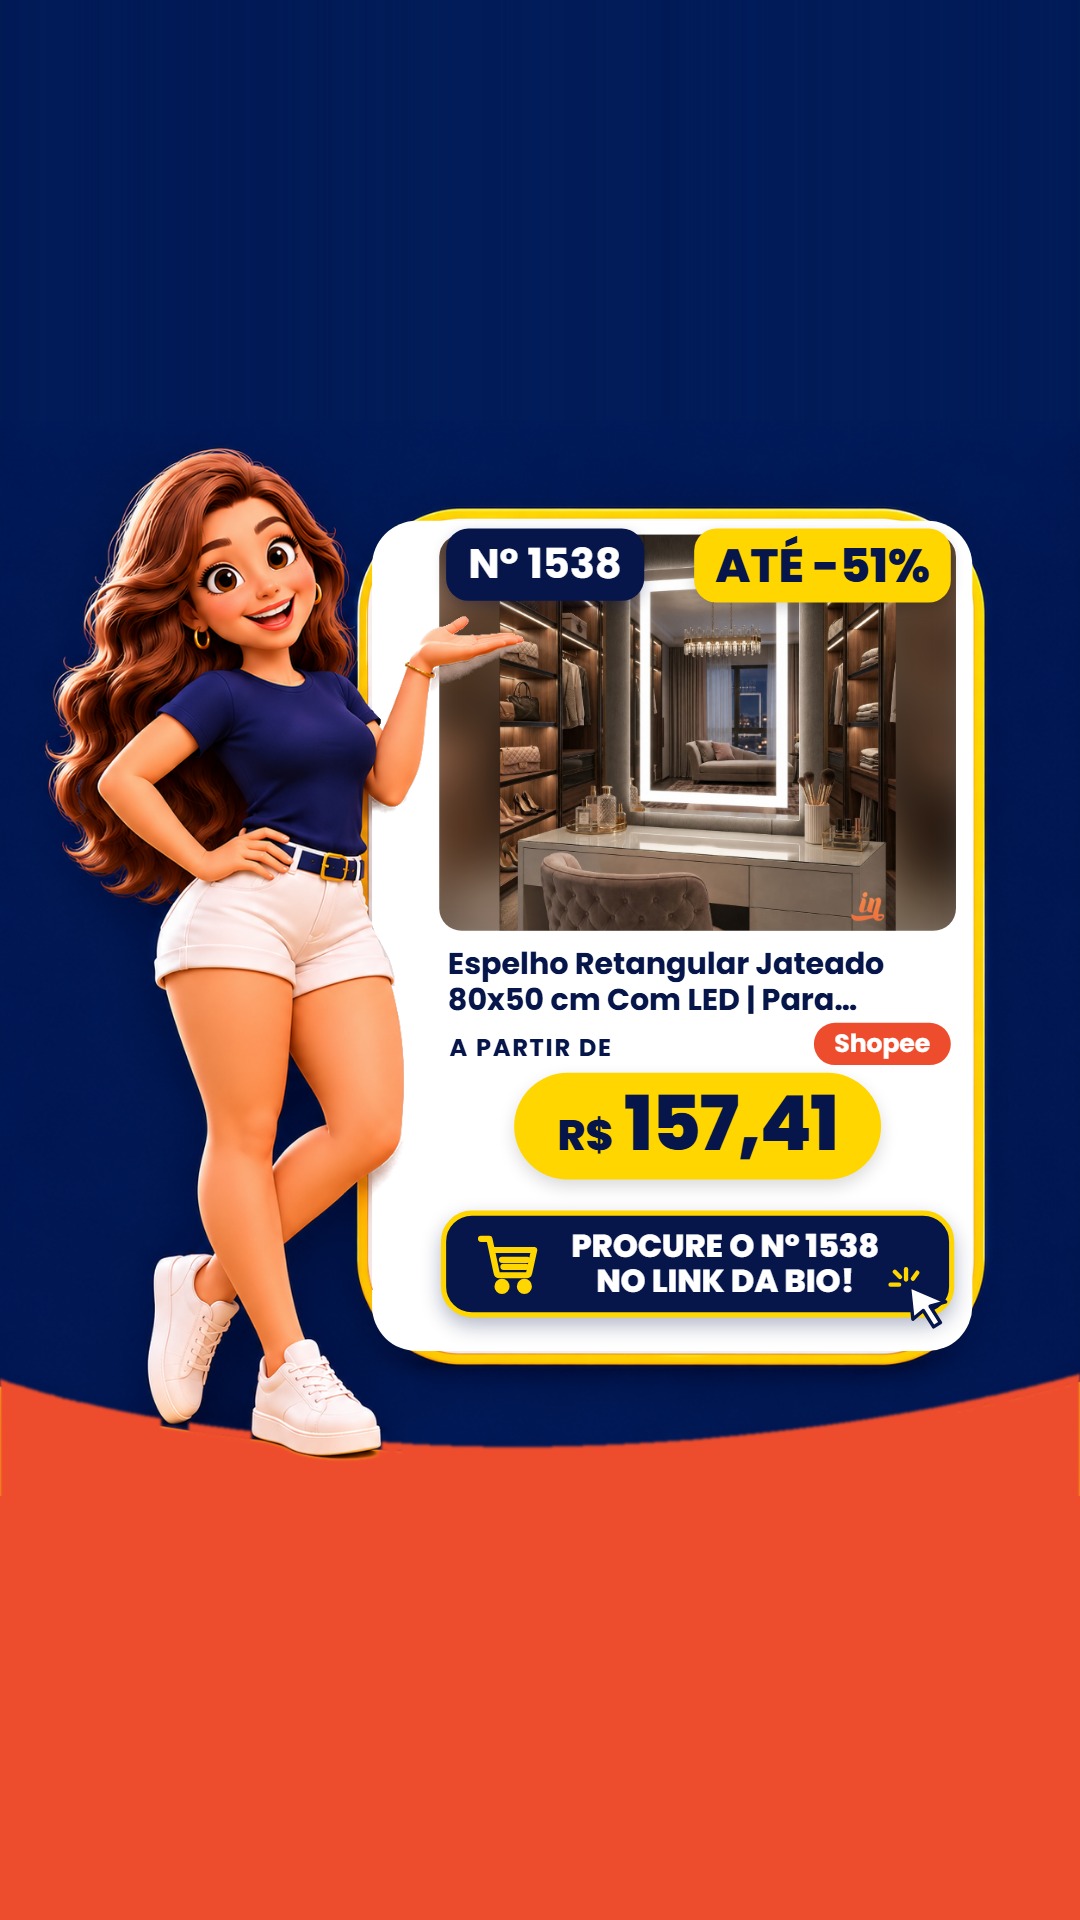 Nº 1538
ATÉ -51%
in
Espelho Retangular Jateado
80x50 cm Com LED | Para...
A PARTIR DE
Shopee
R$ 157,41
PROCURE O Nº 1538
NO LINK DA BIO!